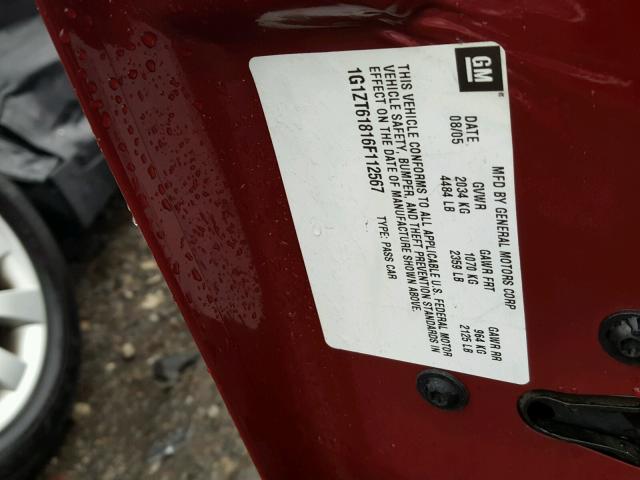 GM
MFD BY GENERAL MOTORS CORP
DATE GVWR GAWR FRT GAWR RR
08/05 2034 KG 1070 KG 964 KG
4484 LB 2359 LB 2125 LB
THIS VEHICLE CONFORMS TO ALL APPLICABLE U.S. FEDERAL MOTOR
VEHICLE SAFETY, BUMPER, AND THEFT PREVENTION STANDARDS IN
EFFECT ON THE DATE OF MANUFACTURE SHOWN ABOVE.
1G1ZT61816F112567 TYPE: PASS CAR